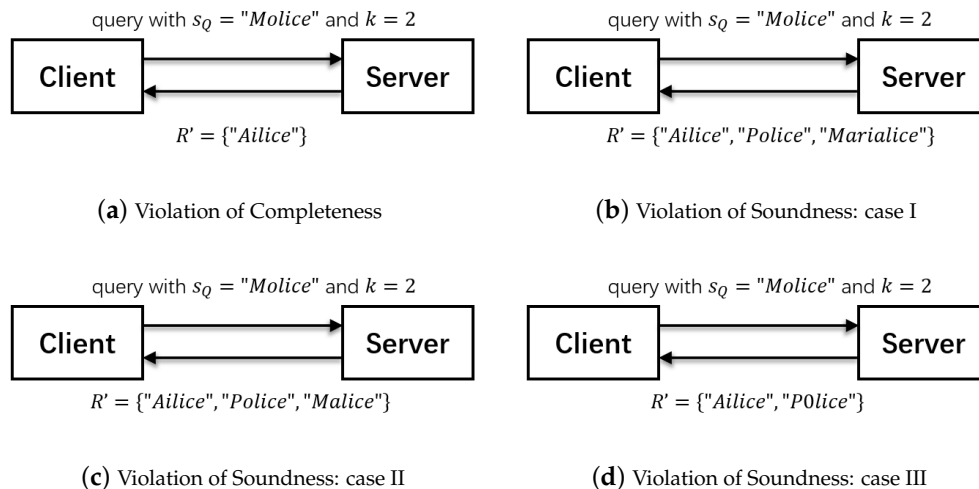 query with s_Q = "Molice" and k = 2
Client
Server
R' = {"Ailice"}
(a) Violation of Completeness
query with s_Q = "Molice" and k = 2
Client
Server
R' = {"Ailice", "Police", "Marialice"}
(b) Violation of Soundness: case I
query with s_Q = "Molice" and k = 2
Client
Server
R' = {"Ailice", "Police", "Malice"}
(c) Violation of Soundness: case II
query with s_Q = "Molice" and k = 2
Client
Server
R' = {"Ailice", "P0lice"}
(d) Violation of Soundness: case III